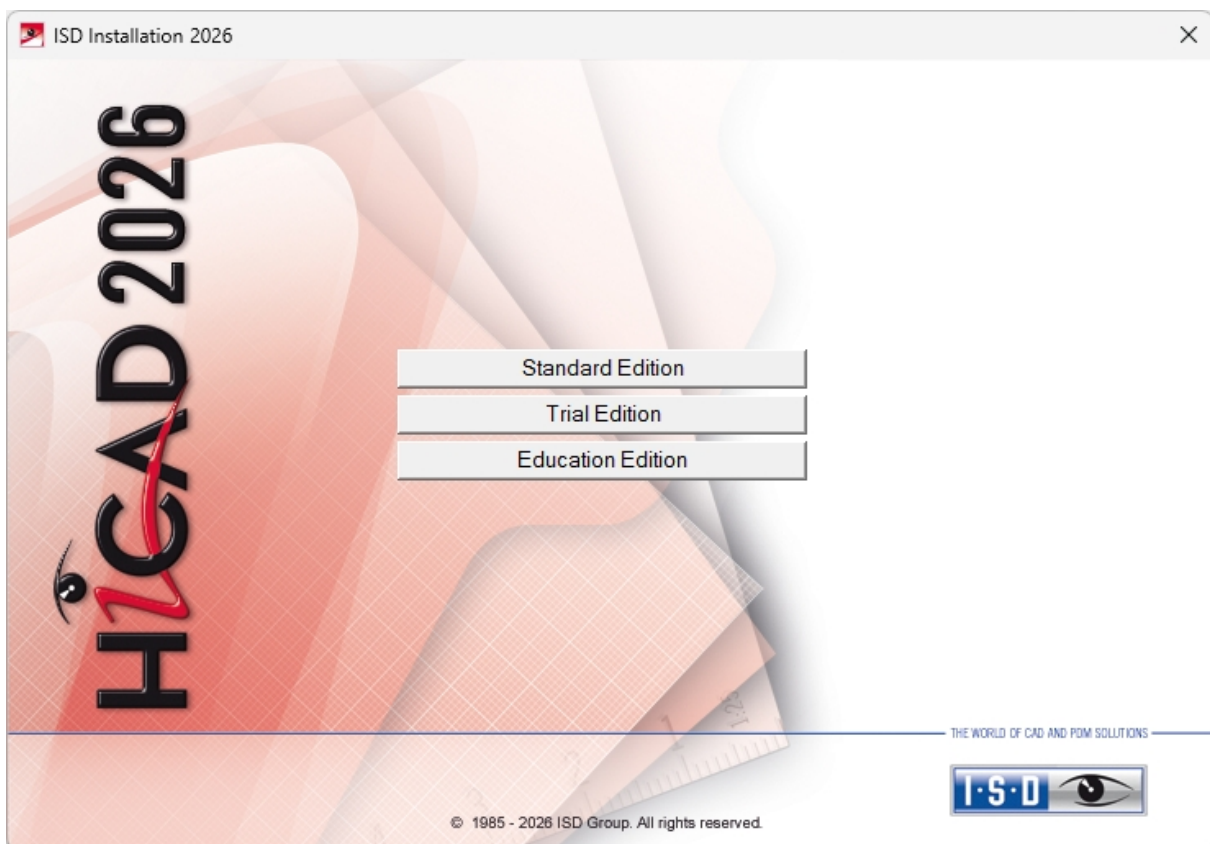 ISD Installation 2026
HiCAD 2026
Standard Edition
Trial Edition
Education Edition
THE WORLD OF CAD AND PDM SOLUTIONS
I·S·D
© 1985 - 2026 ISD Group. All rights reserved.